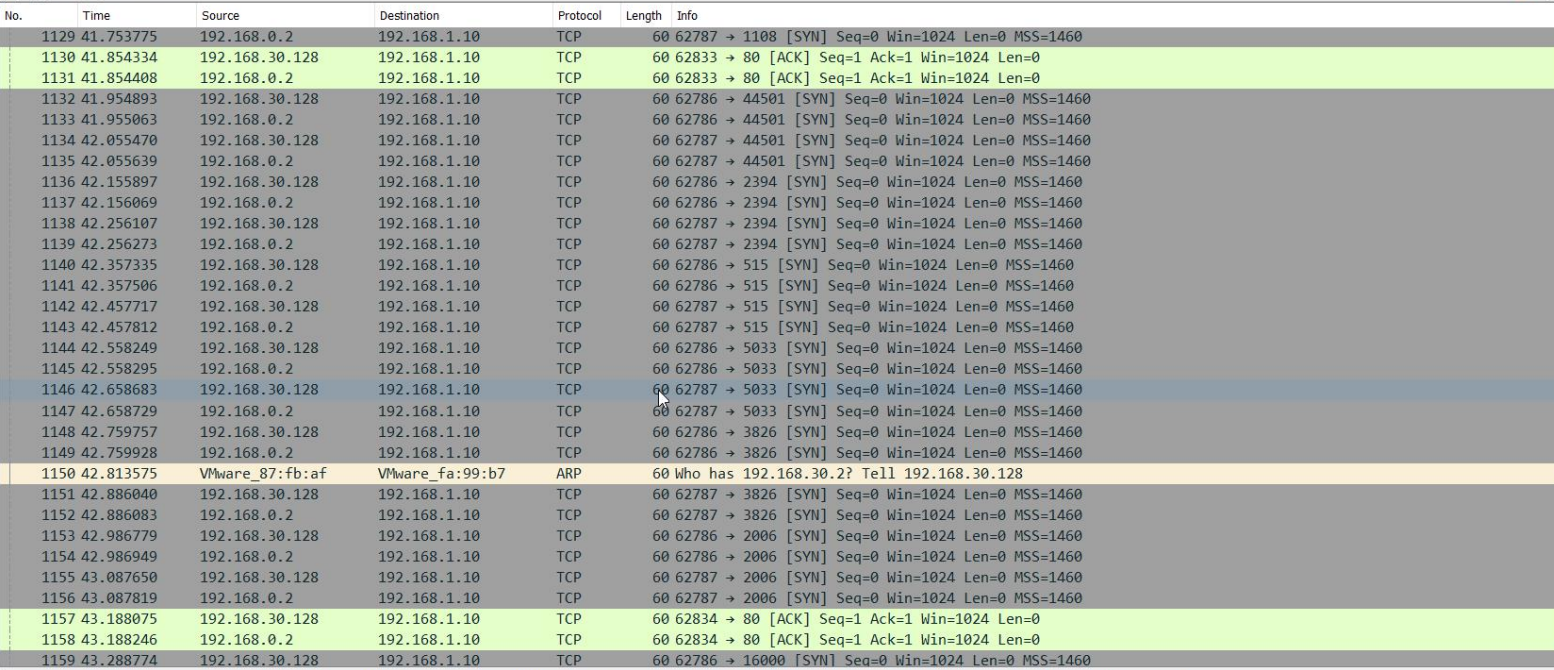 No. Time Source Destination Protocol Length Info
1129 41.753775 192.168.0.2 192.168.1.10 TCP 60 62787 → 1108 [SYN] Seq=0 Win=1024 Len=0 MSS=1460
1130 41.854334 192.168.30.128 192.168.1.10 TCP 60 62833 → 80 [ACK] Seq=1 Ack=1 Win=1024 Len=0
1131 41.854408 192.168.0.2 192.168.1.10 TCP 60 62833 → 80 [ACK] Seq=1 Ack=1 Win=1024 Len=0
1132 41.954893 192.168.30.128 192.168.1.10 TCP 60 62786 → 44501 [SYN] Seq=0 Win=1024 Len=0 MSS=1460
1133 41.955063 192.168.0.2 192.168.1.10 TCP 60 62786 → 44501 [SYN] Seq=0 Win=1024 Len=0 MSS=1460
1134 42.055470 192.168.30.128 192.168.1.10 TCP 60 62787 → 44501 [SYN] Seq=0 Win=1024 Len=0 MSS=1460
1135 42.055639 192.168.0.2 192.168.1.10 TCP 60 62787 → 44501 [SYN] Seq=0 Win=1024 Len=0 MSS=1460
1136 42.155897 192.168.30.128 192.168.1.10 TCP 60 62786 → 2394 [SYN] Seq=0 Win=1024 Len=0 MSS=1460
1137 42.156069 192.168.0.2 192.168.1.10 TCP 60 62786 → 2394 [SYN] Seq=0 Win=1024 Len=0 MSS=1460
1138 42.256107 192.168.30.128 192.168.1.10 TCP 60 62787 → 2394 [SYN] Seq=0 Win=1024 Len=0 MSS=1460
1139 42.256273 192.168.0.2 192.168.1.10 TCP 60 62787 → 2394 [SYN] Seq=0 Win=1024 Len=0 MSS=1460
1140 42.357335 192.168.30.128 192.168.1.10 TCP 60 62786 → 515 [SYN] Seq=0 Win=1024 Len=0 MSS=1460
1141 42.357506 192.168.0.2 192.168.1.10 TCP 60 62786 → 515 [SYN] Seq=0 Win=1024 Len=0 MSS=1460
1142 42.457717 192.168.30.128 192.168.1.10 TCP 60 62787 → 515 [SYN] Seq=0 Win=1024 Len=0 MSS=1460
1143 42.457812 192.168.0.2 192.168.1.10 TCP 60 62787 → 515 [SYN] Seq=0 Win=1024 Len=0 MSS=1460
1144 42.558249 192.168.30.128 192.168.1.10 TCP 60 62786 → 5033 [SYN] Seq=0 Win=1024 Len=0 MSS=1460
1145 42.558295 192.168.0.2 192.168.1.10 TCP 60 62786 → 5033 [SYN] Seq=0 Win=1024 Len=0 MSS=1460
1146 42.658683 192.168.30.128 192.168.1.10 TCP 60 62787 → 5033 [SYN] Seq=0 Win=1024 Len=0 MSS=1460
1147 42.658729 192.168.0.2 192.168.1.10 TCP 60 62787 → 5033 [SYN] Seq=0 Win=1024 Len=0 MSS=1460
1148 42.759757 192.168.30.128 192.168.1.10 TCP 60 62786 → 3826 [SYN] Seq=0 Win=1024 Len=0 MSS=1460
1149 42.759928 192.168.0.2 192.168.1.10 TCP 60 62786 → 3826 [SYN] Seq=0 Win=1024 Len=0 MSS=1460
1150 42.813575 VMware_87:fb:af VMware_fa:99:b7 ARP 60 Who has 192.168.30.2? Tell 192.168.30.128
1151 42.886040 192.168.30.128 192.168.1.10 TCP 60 62787 → 3826 [SYN] Seq=0 Win=1024 Len=0 MSS=1460
1152 42.886083 192.168.0.2 192.168.1.10 TCP 60 62787 → 3826 [SYN] Seq=0 Win=1024 Len=0 MSS=1460
1153 42.986779 192.168.30.128 192.168.1.10 TCP 60 62786 → 2006 [SYN] Seq=0 Win=1024 Len=0 MSS=1460
1154 42.986949 192.168.0.2 192.168.1.10 TCP 60 62786 → 2006 [SYN] Seq=0 Win=1024 Len=0 MSS=1460
1155 43.087650 192.168.30.128 192.168.1.10 TCP 60 62787 → 2006 [SYN] Seq=0 Win=1024 Len=0 MSS=1460
1156 43.087819 192.168.0.2 192.168.1.10 TCP 60 62787 → 2006 [SYN] Seq=0 Win=1024 Len=0 MSS=1460
1157 43.188075 192.168.30.128 192.168.1.10 TCP 60 62834 → 80 [ACK] Seq=1 Ack=1 Win=1024 Len=0
1158 43.188246 192.168.0.2 192.168.1.10 TCP 60 62834 → 80 [ACK] Seq=1 Ack=1 Win=1024 Len=0
1159 43.288774 192.168.30.128 192.168.1.10 TCP 60 62786 → 16000 [SYN] Seq=0 Win=1024 Len=0 MSS=1460